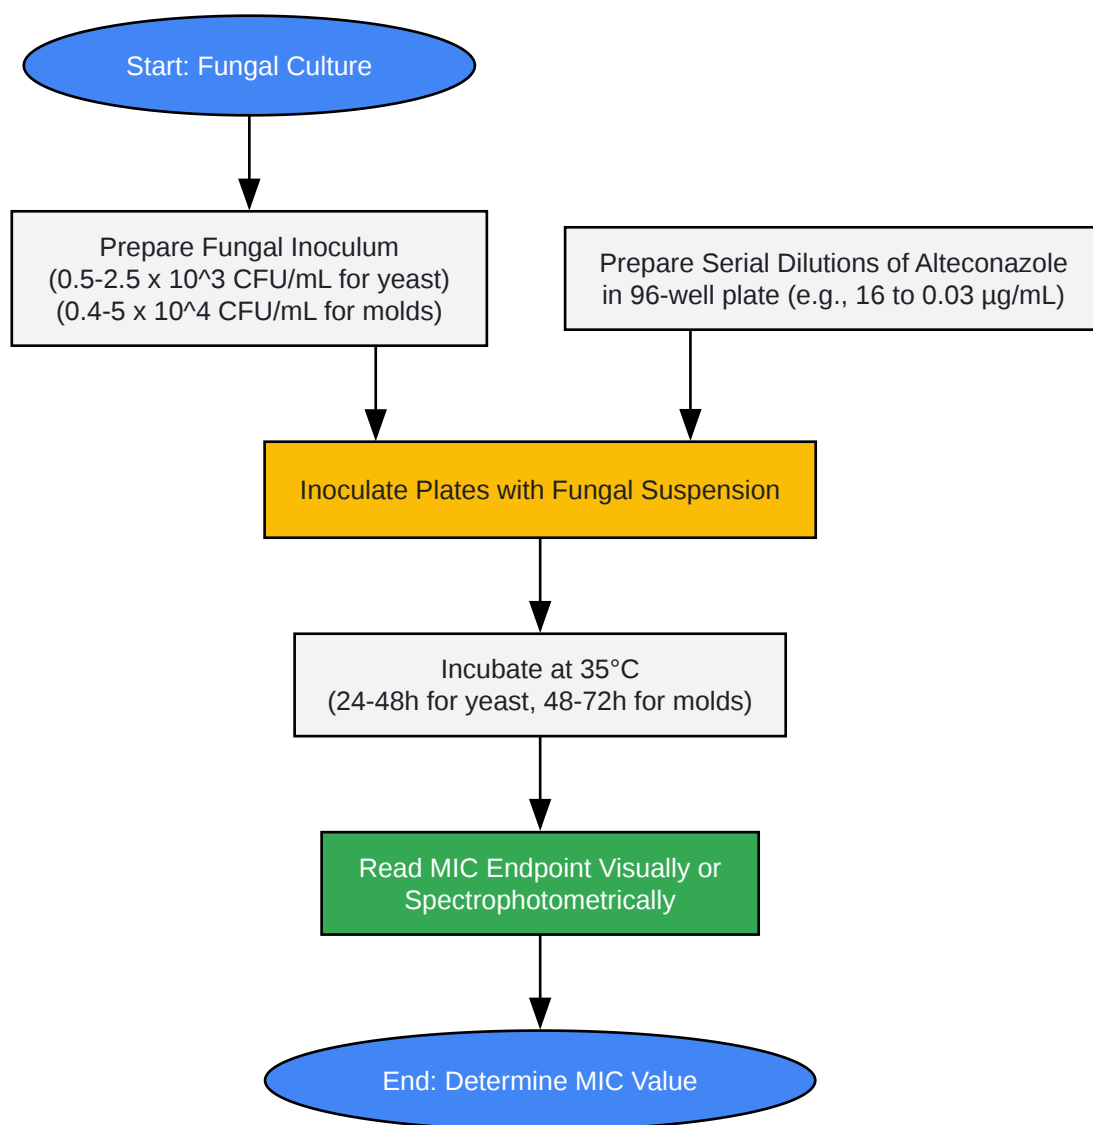 Start: Fungal Culture
Prepare Fungal Inoculum
(0.5-2.5 x 10^3 CFU/mL for yeast)
(0.4-5 x 10^4 CFU/mL for molds)
Prepare Serial Dilutions of Alteconazole
in 96-well plate (e.g., 16 to 0.03 µg/mL)
Inoculate Plates with Fungal Suspension
Incubate at 35°C
(24-48h for yeast, 48-72h for molds)
Read MIC Endpoint Visually or
Spectrophotometrically
End: Determine MIC Value